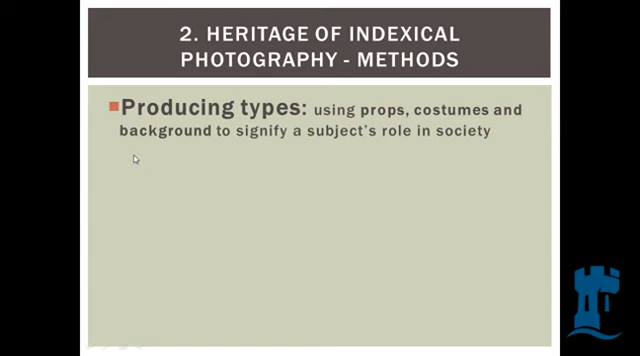 2. HERITAGE OF INDEXICAL
PHOTOGRAPHY - METHODS
Producing types: using props, costumes and
background to signify a subject's role in society